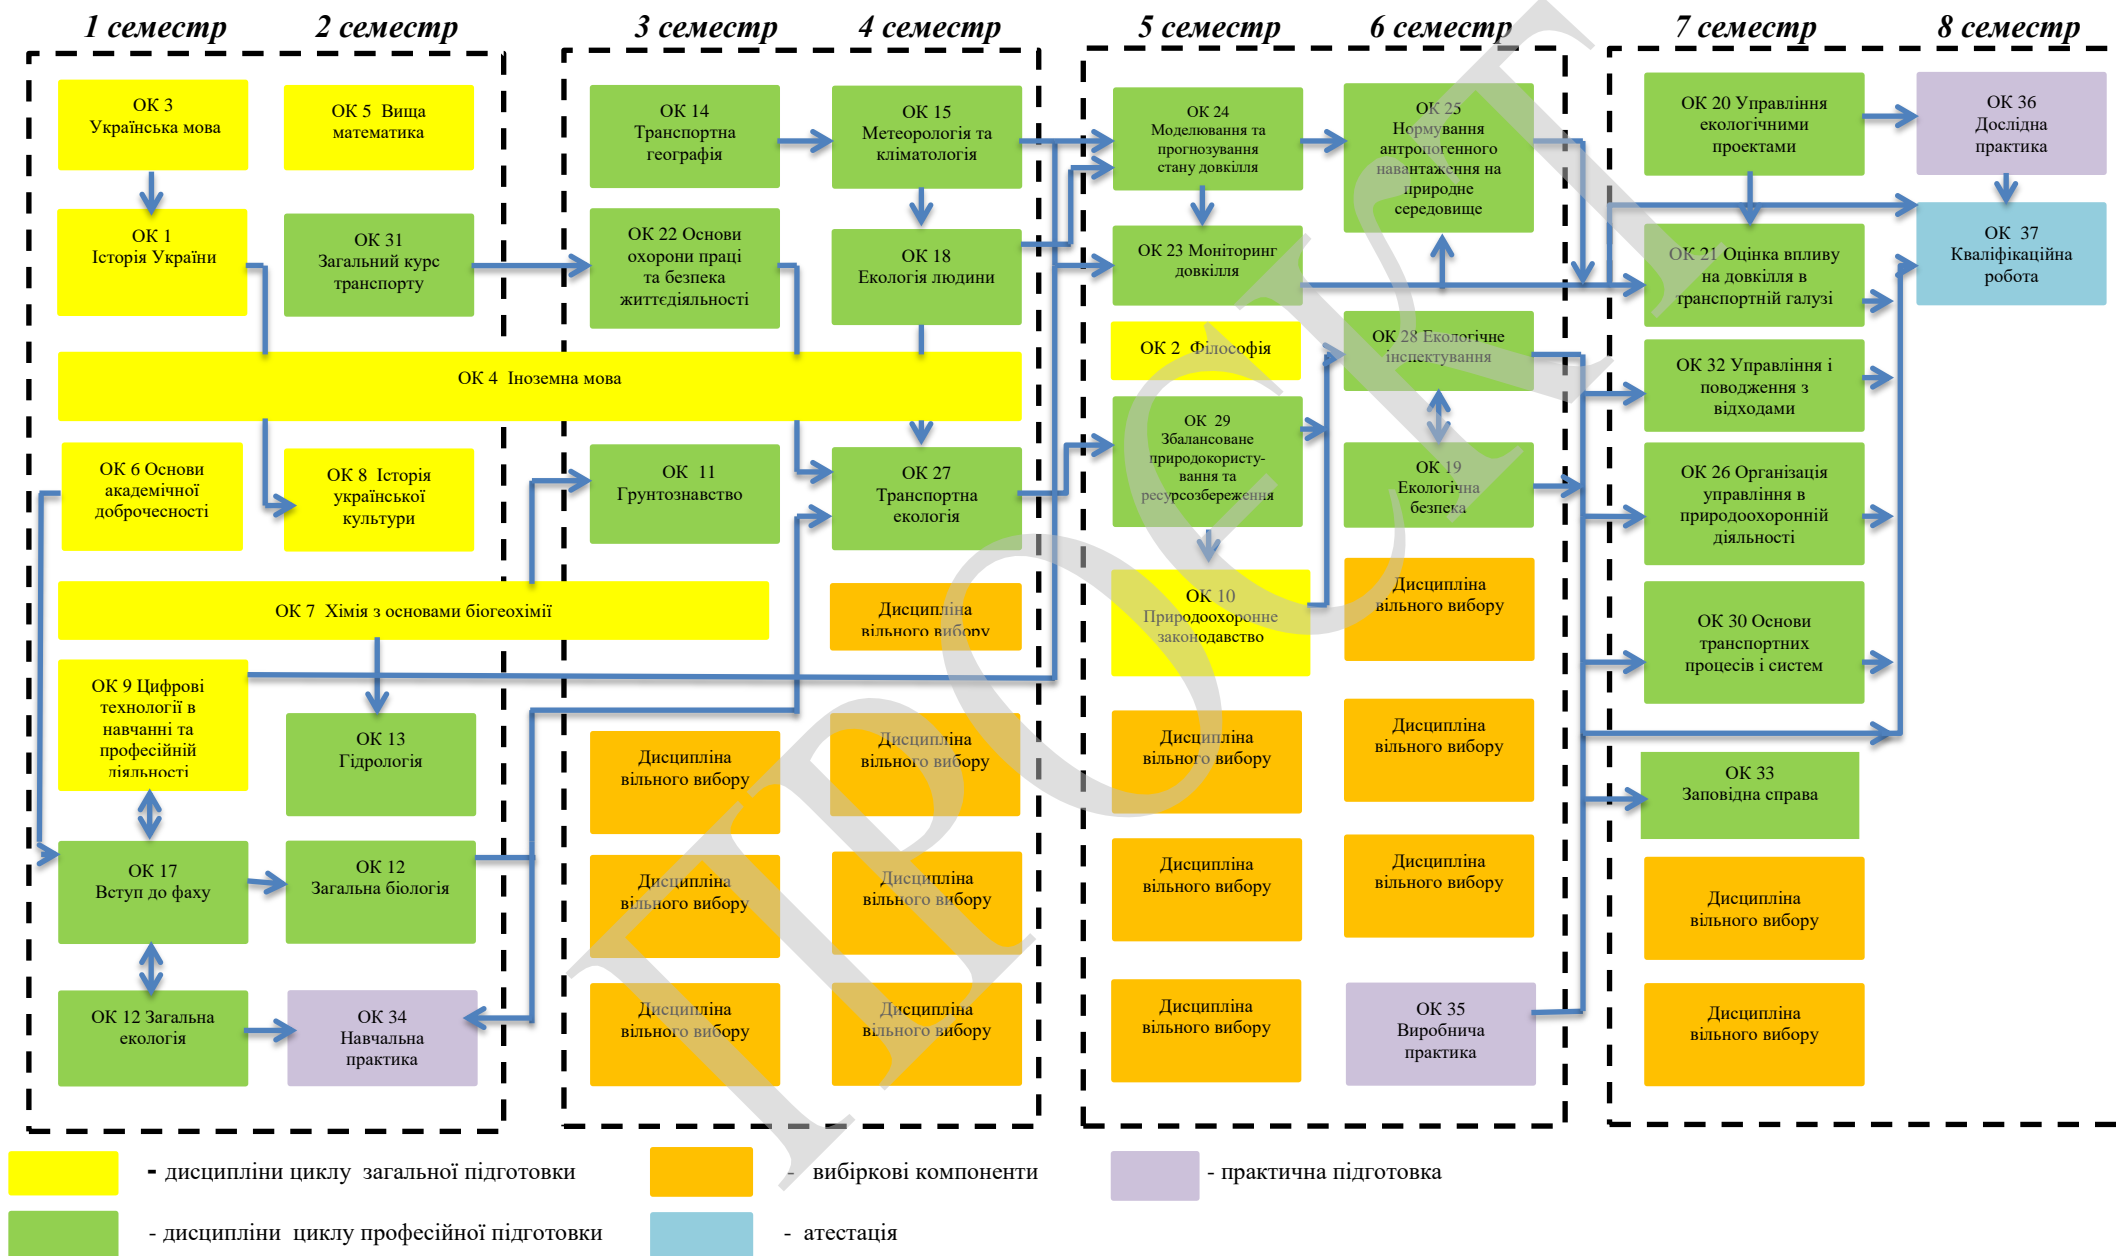 1 семестр
2 семестр
3 семестр
4 семестр
5 семестр
6 семестр
7 семестр
8 семестр
ОК 3
Українська мова
ОК 5 Вища
математика
ОК 14
Транспортна
географія
ОК 15
Метеорологія та
кліматологія
ОК 24
Моделювання та
прогнозування
стану довкілля
ОК 25
Нормування
антропогенного
навантаження на
природне
середовище
ОК 20 Управління
екологічними
проектами
ОК 36
Дослідна
практика
ОК 1
Історія України
ОК 31
Загальний курс
транспорту
ОК 22 Основи
охорони праці
та безпека
життєдіяльності
ОК 18
Екологія людини
ОК 23 Моніторинг
довкілля
ОК 21 Оцінка впливу
на довкілля в
транспортній галузі
ОК 37
Кваліфікаційна
робота
ОК 4 Іноземна мова
ОК 2 Філософія
ОК 28 Екологічне
інспектування
ОК 32 Управління і
поводження з
відходами
ОК 6 Основи
академічної
доброчесності
ОК 8 Історія
української
культури
ОК 11
Грунтознавство
ОК 27
Транспортна
екологія
ОК 29
Збалансоване
природокористу-
вання та
ресурсозбереження
ОК 19
Екологічна
безпека
ОК 26 Організація
управління в
природоохоронній
діяльності
ОК 7 Хімія з основами біогеохімії
Дисципліна
вільного вибору
ОК 10
Природоохоронне
законодавство
Дисципліна
вільного вибору
ОК 30 Основи
транспортних
процесів і систем
ОК 9 Цифрові
технології в
навчанні та
професійній
діяльності
ОК 13
Гідрологія
Дисципліна
вільного вибору
Дисципліна
вільного вибору
Дисципліна
вільного вибору
Дисципліна
вільного вибору
ОК 33
Заповідна справа
ОК 17
Вступ до фаху
ОК 12
Загальна біологія
Дисципліна
вільного вибору
Дисципліна
вільного вибору
Дисципліна
вільного вибору
Дисципліна
вільного вибору
Дисципліна
вільного вибору
ОК 12 Загальна
екологія
ОК 34
Навчальна
практика
Дисципліна
вільного вибору
Дисципліна
вільного вибору
Дисципліна
вільного вибору
ОК 35
Виробнича
практика
Дисципліна
вільного вибору
ПРОЄКТ
- дисципліни циклу загальної підготовки
- вибіркові компоненти
- практична підготовка
- дисципліни циклу професійної підготовки
- атестація